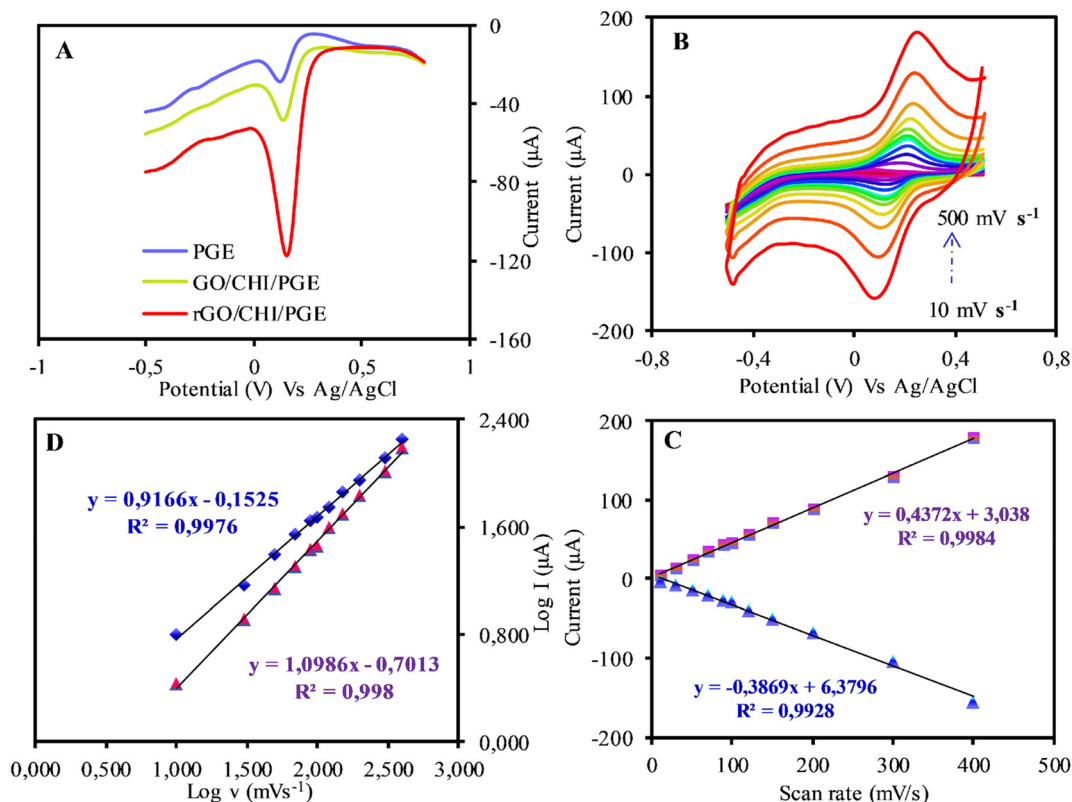 A
0
-40
-80
-120
-160
Current (µA)
PGE
GO/CHI/PGE
rGO/CHI/PGE
-1
-0,5
0
0,5
1
Potential (V) Vs Ag/AgCl
B
200
100
0
-100
-200
Current (µA)
500 mV s⁻¹
10 mV s⁻¹
-0,8
-0,4
0
0,4
0,8
Potential (V) Vs Ag/AgCl
D
2,400
1,600
0,800
0,000
Log I (µA)
y = 0,9166x - 0,1525
R² = 0,9976
y = 1,0986x - 0,7013
R² = 0,998
0,000
0,500
1,000
1,500
2,000
2,500
3,000
Log ν (mVs⁻¹)
C
200
100
0
-100
-200
Current (µA)
y = 0,4372x + 3,038
R² = 0,9984
y = -0,3869x + 6,3796
R² = 0,9928
0
100
200
300
400
500
Scan rate (mV/s)